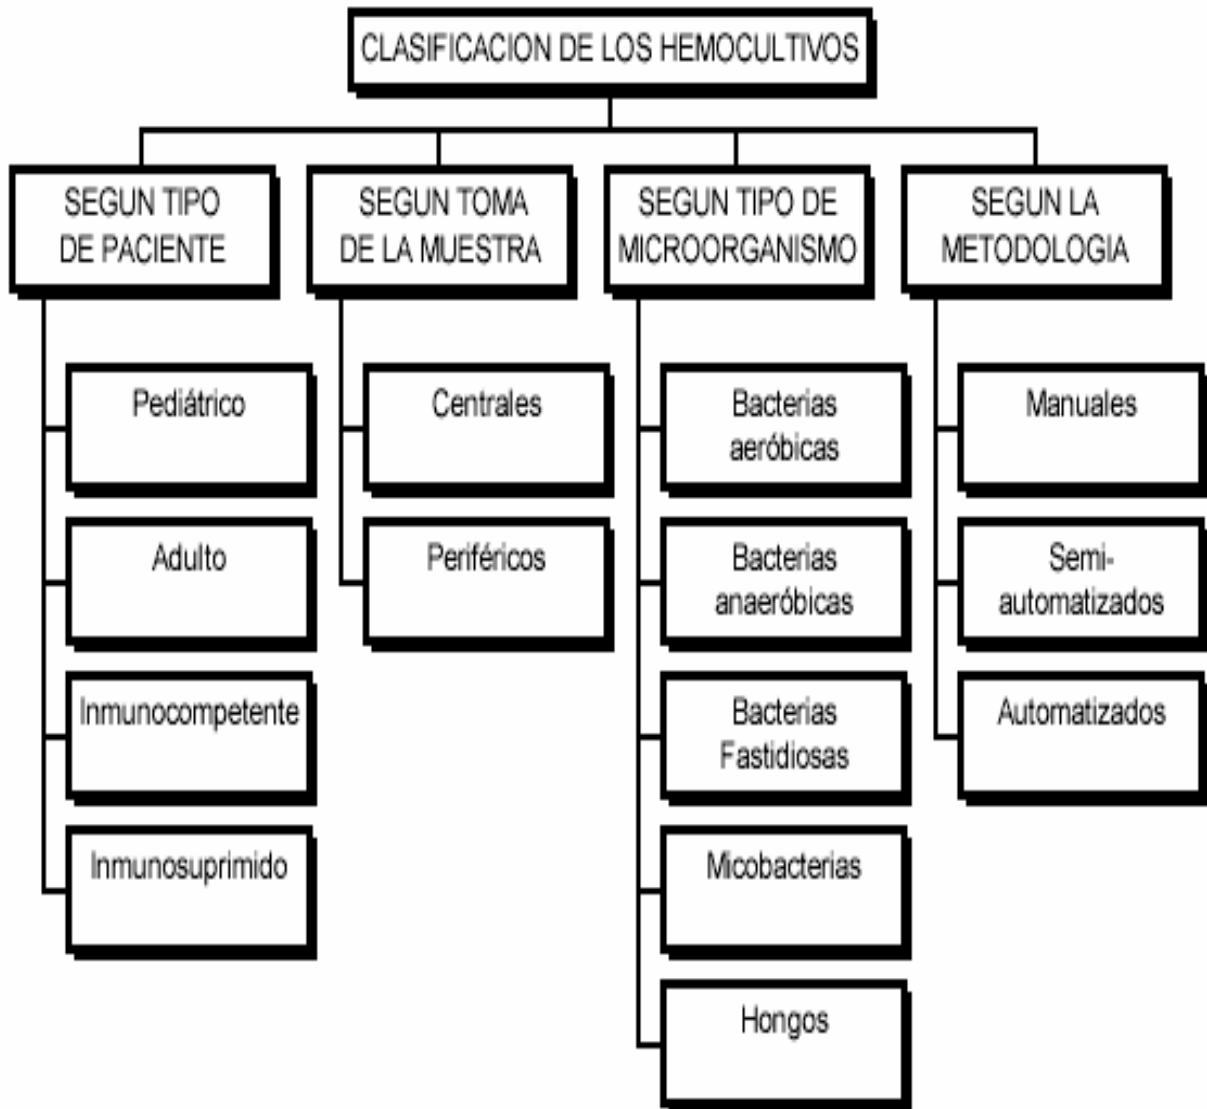 CLASIFICACION DE LOS HEMOCULTIVOS
SEGUN TIPO
DE PACIENTE
Pediátrico
Adulto
Inmunocompetente
Inmunosuprimido
SEGUN TOMA
DE LA MUESTRA
Centrales
Periféricos
SEGUN TIPO DE
MICROORGANISMO
Bacterias
aeróbicas
Bacterias
anaeróbicas
Bacterias
Fastidiosas
Micobacterias
Hongos
SEGUN LA
METODOLOGIA
Manuales
Semi-
automatizados
Automatizados